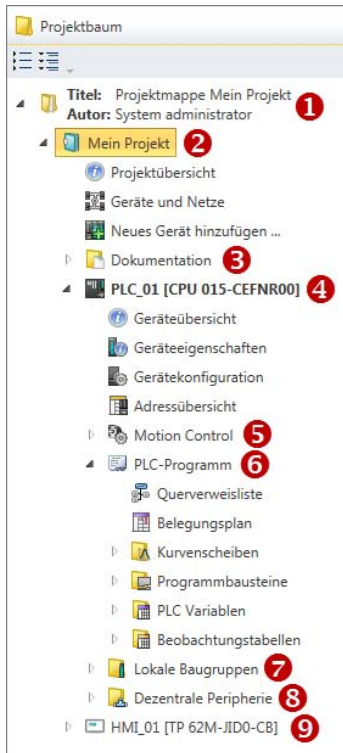 Projektbaum
Titel: Projektmappe Mein Projekt
Autor: System administrator 1
Mein Projekt 2
Projektübersicht
Geräte und Netze
Neues Gerät hinzufügen ...
Dokumentation 3
PLC_01 [CPU 015-CEFNR00] 4
Geräteübersicht
Geräteeigenschaften
Gerätekonfiguration
Adressübersicht
Motion Control 5
PLC-Programm 6
Querverweisliste
Belegungsplan
Kurvenscheiben
Programmbausteine
PLC Variablen
Beobachtungstabellen
Lokale Baugruppen 7
Dezentrale Peripherie 8
HMI_01 [TP 62M-JID0-CB] 9